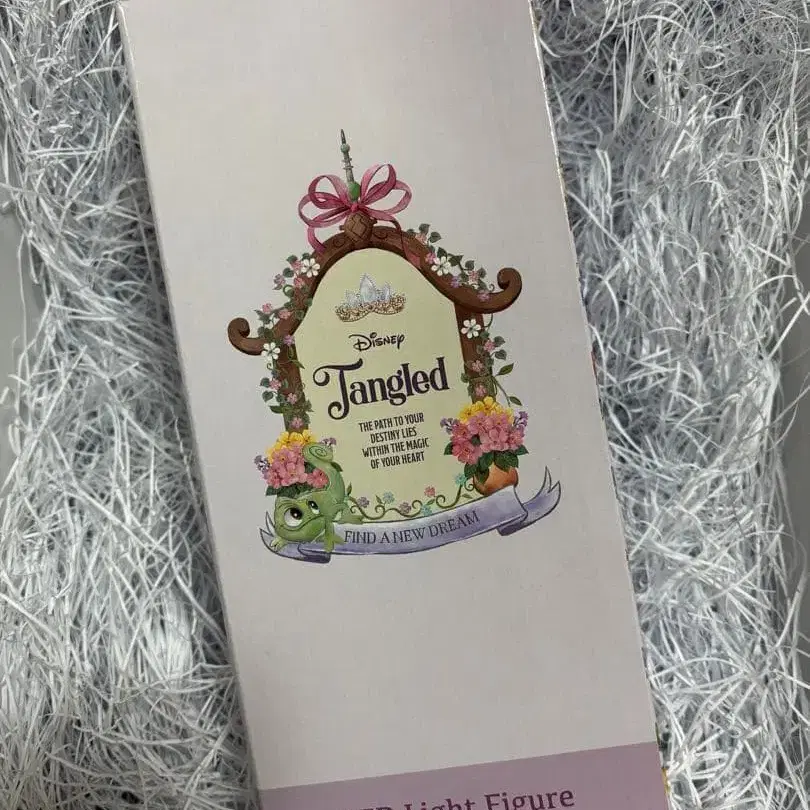 Disney
Tangled
THE PATH TO YOUR
DESTINY LIES
WITHIN THE MAGIC
OF YOUR HEART
FIND A NEW DREAM
Light Figure